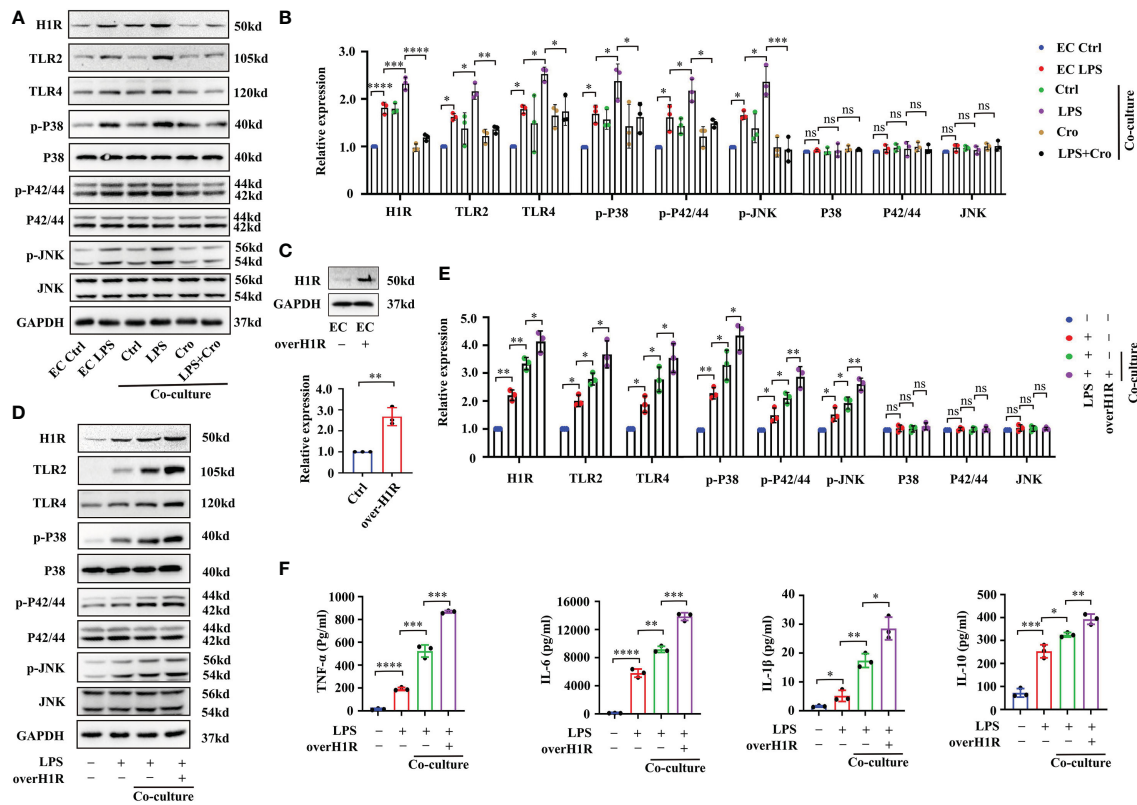 A
H1R 50kd
TLR2 105kd
TLR4 120kd
p-P38 40kd
P38 40kd
p-P42/44 44kd
42kd
P42/44 44kd
42kd
p-JNK 56kd
54kd
JNK 56kd
54kd
GAPDH 37kd
EC Ctrl EC LPS Ctrl LPS Cro LPS+Cro
Co-culture
B
Relative expression
3.0
2.0
1.0
0
**** *** **** * * ** * * * * * * * * * * * *** ns ns ns ns ns ns ns ns ns
H1R TLR2 TLR4 p-P38 p-P42/44 p-JNK P38 P42/44 JNK
EC Ctrl
EC LPS
Ctrl
LPS
Cro
LPS+Cro
Co-culture
C
H1R 50kd
GAPDH 37kd
EC EC
overH1R − +
Relative expression
4.0
3.0
2.0
1.0
0
**
Ctrl over-H1R
D
H1R 50kd
TLR2 105kd
TLR4 120kd
p-P38 40kd
P38 40kd
p-P42/44 44kd
42kd
P42/44 44kd
42kd
p-JNK 56kd
54kd
JNK 56kd
54kd
GAPDH 37kd
LPS − + + +
overH1R − − − +
Co-culture
E
Relative expression
5.0
4.0
3.0
2.0
1.0
0
** ** * * * * * * * ** * * * * ** * * ** ns ns ns ns ns ns ns ns ns
H1R TLR2 TLR4 p-P38 p-P42/44 p-JNK P38 P42/44 JNK
− −
+ −
+ −
+ +
LPS
overH1R
Co-culture
F
TNF-α (Pg/ml)
1000
800
600
400
200
0
**** *** ***
LPS − + + +
overH1R − − − +
Co-culture
IL-6 (pg/ml)
16000
12000
8000
4000
0
**** ** ***
LPS − + + +
overH1R − − − +
Co-culture
IL-1β (pg/ml)
40
30
20
10
0
* ** *
LPS − + + +
overH1R − − − +
Co-culture
IL-10 (pg/ml)
500
400
300
200
100
0
*** * **
LPS − + + +
overH1R − − − +
Co-culture